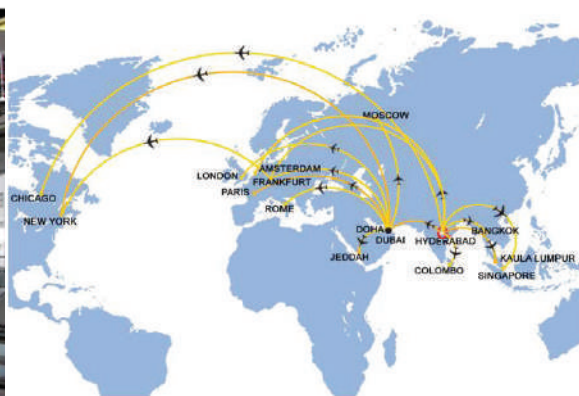 MOSCOW
LONDON
AMSTERDAM
PARIS
FRANKFURT
CHICAGO
NEW YORK
ROME
DOHA
DUBAI
HYDERABAD
BANGKOK
JEDDAH
COLOMBO
KAULA LUMPUR
SINGAPORE